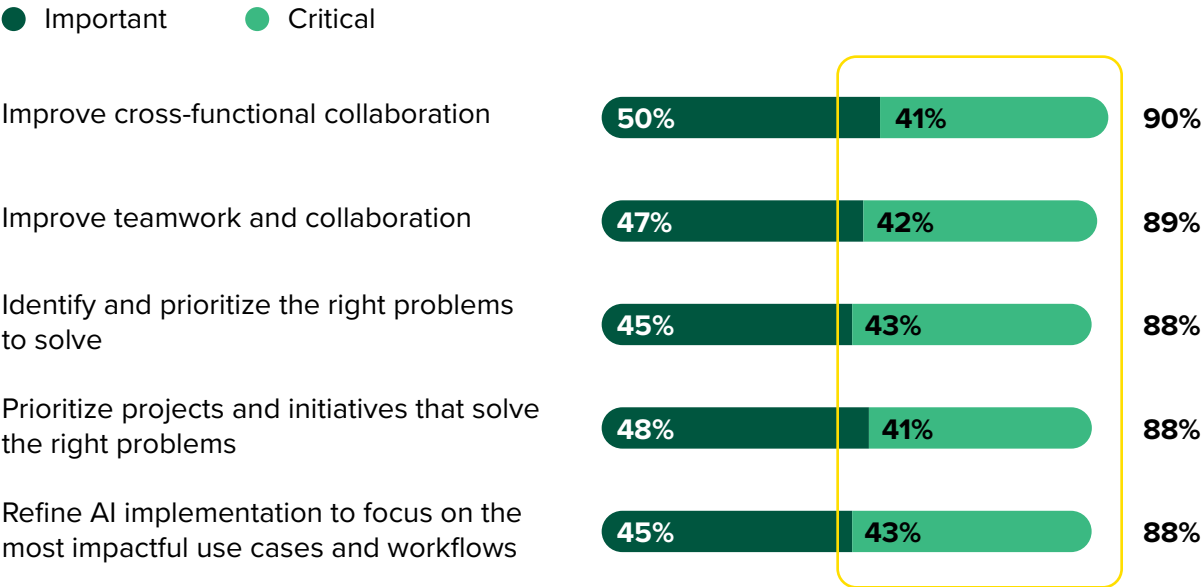 Important
Critical
Improve cross-functional collaboration
50%
41%
90%
Improve teamwork and collaboration
47%
42%
89%
Identify and prioritize the right problems
to solve
45%
43%
88%
Prioritize projects and initiatives that solve
the right problems
48%
41%
88%
Refine AI implementation to focus on the
most impactful use cases and workflows
45%
43%
88%